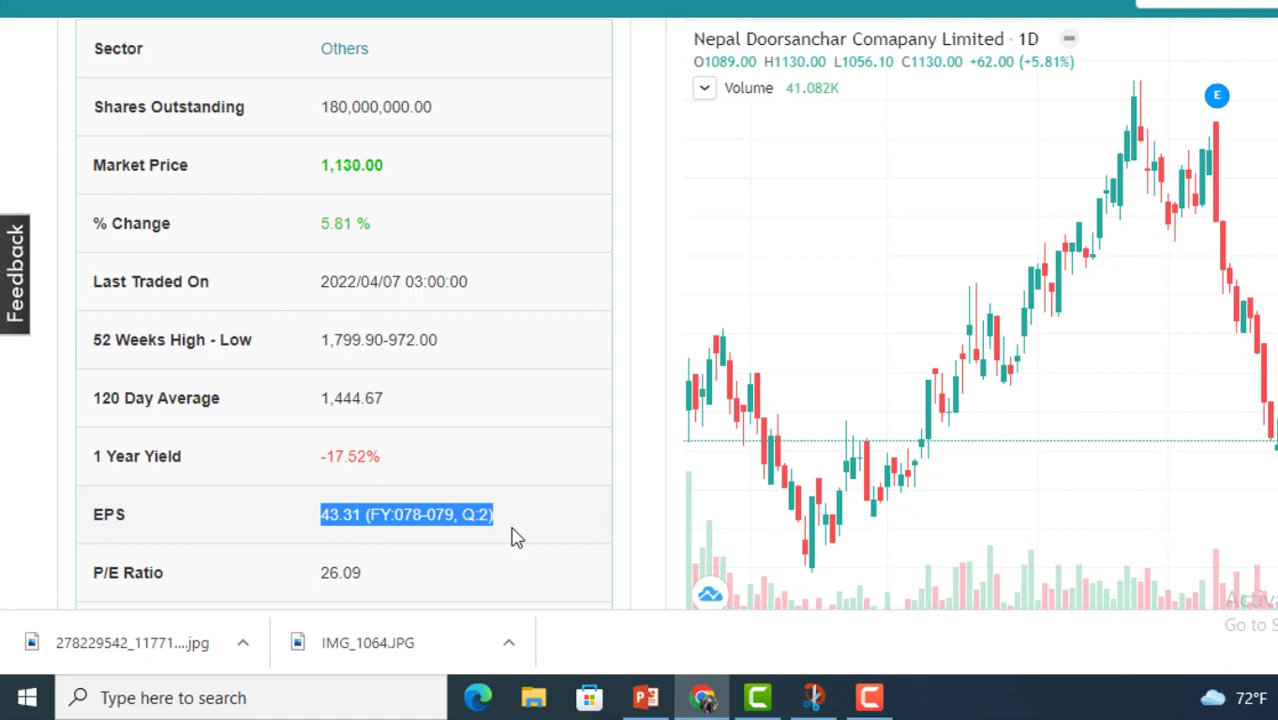 Sector Others
Shares Outstanding 180,000,000.00
Market Price 1,130.00
% Change 5.81 %
Last Traded On 2022/04/07 03:00:00
52 Weeks High - Low 1,799.90-972.00
120 Day Average 1,444.67
1 Year Yield -17.52%
EPS 43.31 (FY:078-079, Q:2)
P/E Ratio 26.09
Feedback
Nepal Doorsanchar Comapany Limited · 1D
O1089.00 H1130.00 L1056.10 C1130.00 +62.00 (+5.81%)
Volume 41.082K
E
Go to S
278229542_11771....jpg
IMG_1064.JPG
Type here to search
72°F